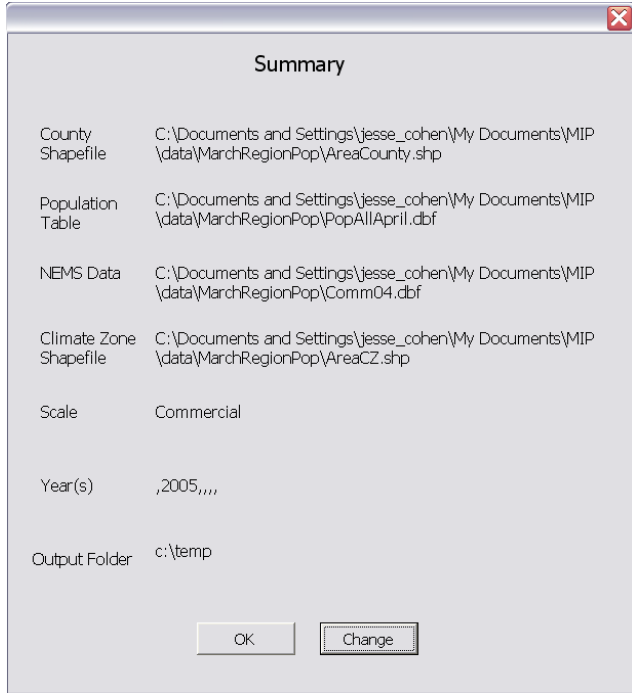 Summary
County Shapefile
C:\Documents and Settings\jesse_cohen\My Documents\MIP
\data\MarchRegionPop\AreaCounty.shp
Population Table
C:\Documents and Settings\jesse_cohen\My Documents\MIP
\data\MarchRegionPop\PopAllApril.dbf
NEMS Data
C:\Documents and Settings\jesse_cohen\My Documents\MIP
\data\MarchRegionPop\Comm04.dbf
Climate Zone Shapefile
C:\Documents and Settings\jesse_cohen\My Documents\MIP
\data\MarchRegionPop\AreaCZ.shp
Scale
Commercial
Year(s)
,2005,,,,
Output Folder
c:\temp
OK
Change